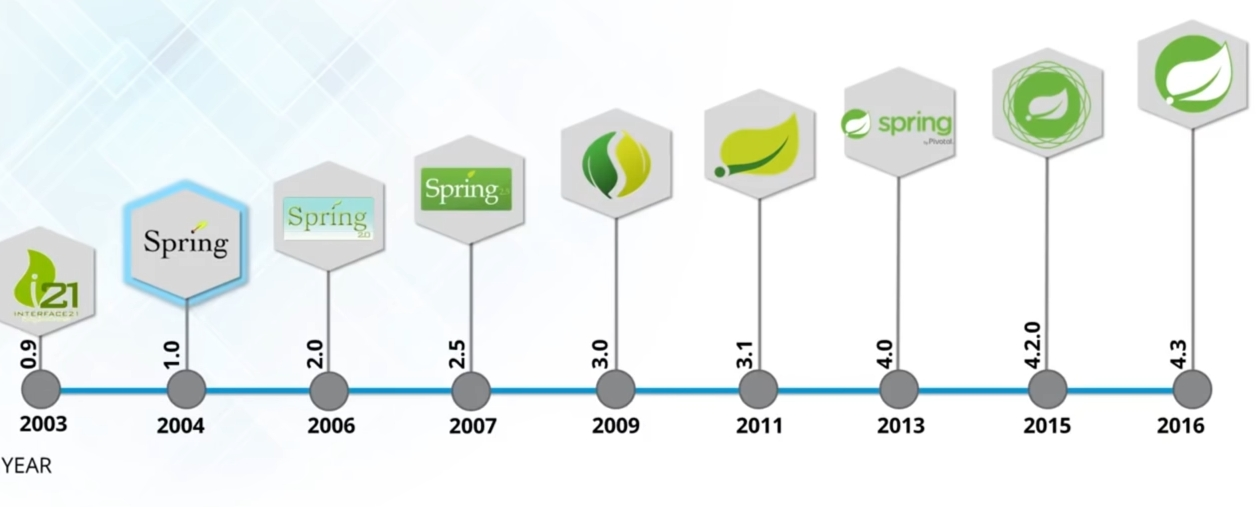 i21
INTERFACE21
Spring
Spring
2.0
Spring 2.5
spring
by Pivotal
0.9
1.0
2.0
2.5
3.0
3.1
4.0
4.2.0
4.3
2003
2004
2006
2007
2009
2011
2013
2015
2016
YEAR